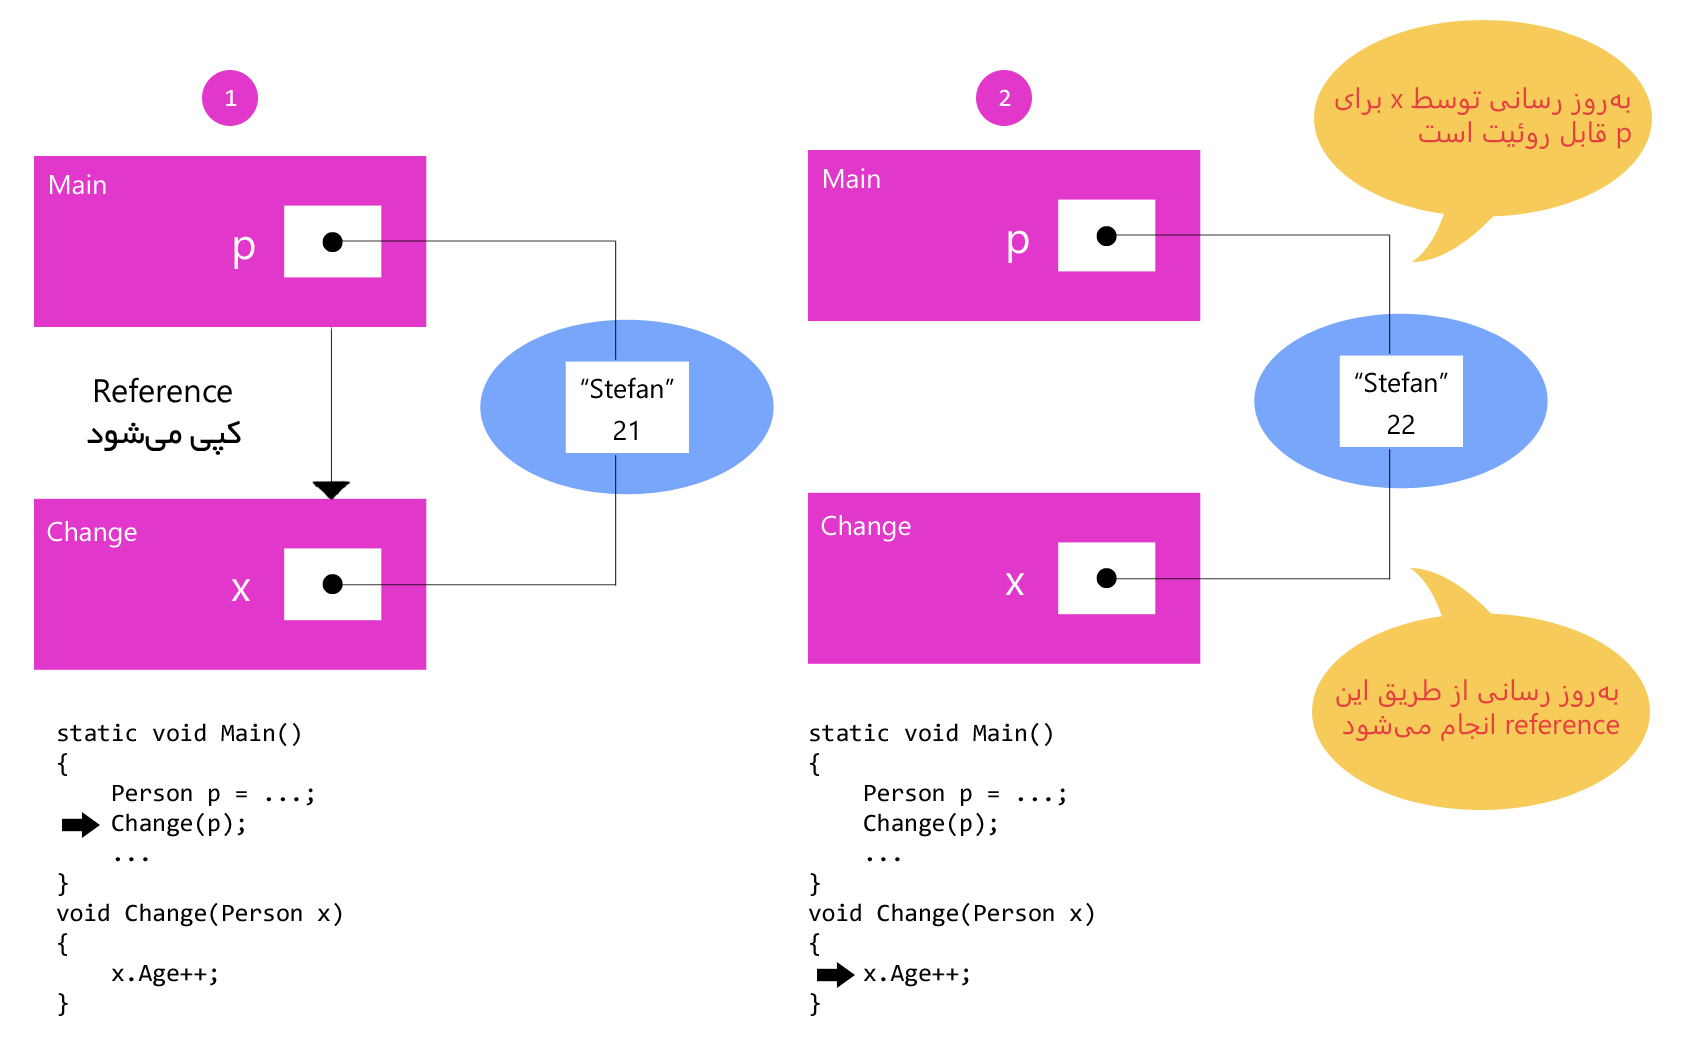 1
Main
p
Reference
کپی می‌شود
“Stefan”
21
Change
x
static void Main()
{
    Person p = ...;
    Change(p);
    ...
}
void Change(Person x)
{
    x.Age++;
}
2
Main
p
به‌روز رسانی توسط x برای
p قابل روئیت است
“Stefan”
22
Change
x
به‌روز رسانی از طریق این
reference انجام می‌شود
static void Main()
{
    Person p = ...;
    Change(p);
    ...
}
void Change(Person x)
{
    x.Age++;
}